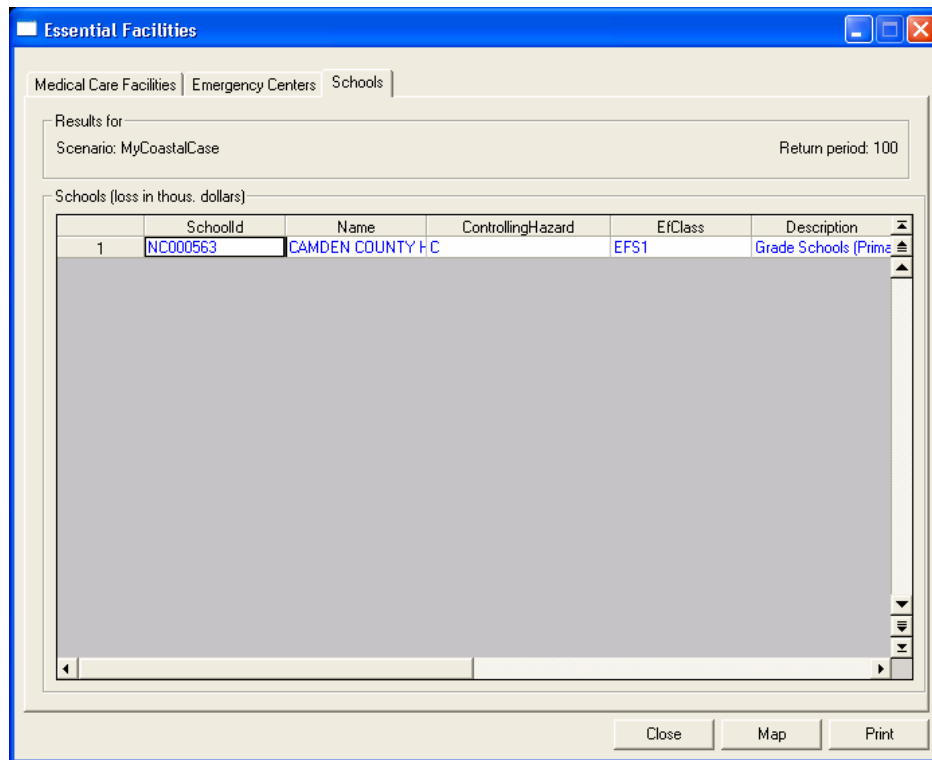 Essential Facilities
Medical Care Facilities Emergency Centers Schools
Results for
Scenario: MyCoastalCase Return period: 100
Schools (loss in thous. dollars)
SchoolId Name ControllingHazard EfClass Description
1 NC000563 CAMDEN COUNTY H C EFS1 Grade Schools (Prima
Close Map Print